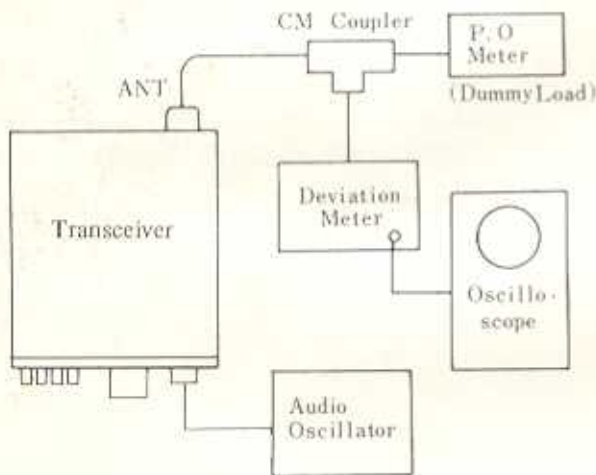 CM Coupler
P. O
Meter
(Dummy Load)
ANT
Transceiver
Deviation
Meter
Oscillo-
scope
Audio
Oscillator